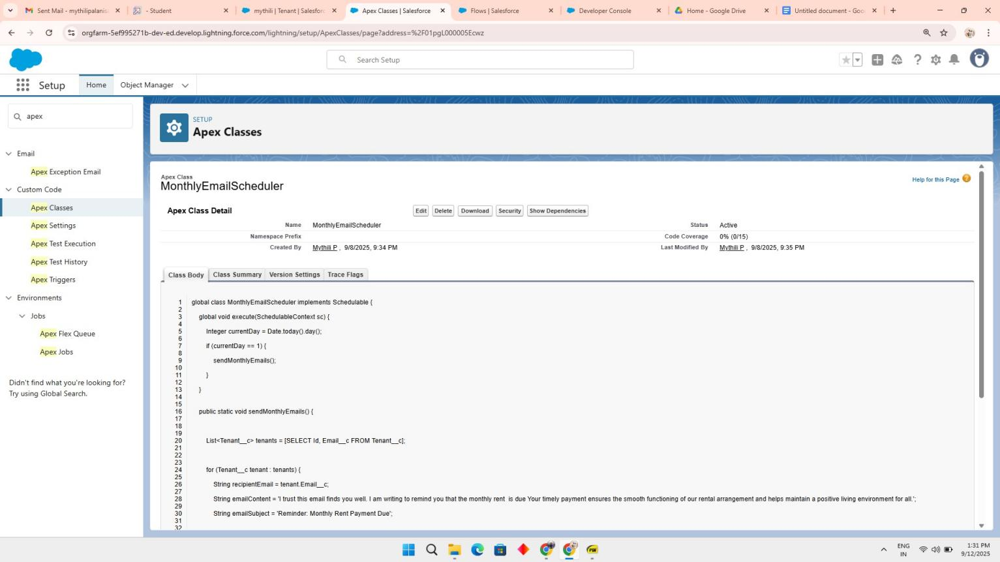 Sent Mail - mythilipalanis
- Student
mythili | Tenant | Salesforc
Apex Classes | Salesforce
Flows | Salesforce
Developer Console
Home - Google Drive
Untitled document - Goo
orgfarm-5ef995271b-dev-ed.develop.lightning.force.com/lightning/setup/ApexClasses/page?address=%2F01pgL000005Ecwz
Search Setup
Setup
Home
Object Manager
apex
Email
Apex Exception Email
Custom Code
Apex Classes
Apex Settings
Apex Test Execution
Apex Test History
Apex Triggers
Environments
Jobs
Apex Flex Queue
Apex Jobs
Didn't find what you're looking for?
Try using Global Search.
SETUP
Apex Classes
Apex Class
MonthlyEmailScheduler
Help for this Page
Apex Class Detail
Edit Delete Download Security Show Dependencies
Name MonthlyEmailScheduler Status Active
Namespace Prefix Code Coverage 0% (0/15)
Created By Mythili P , 9/8/2025, 9:34 PM Last Modified By Mythili P , 9/8/2025, 9:35 PM
Class Body Class Summary Version Settings Trace Flags
1 global class MonthlyEmailScheduler implements Schedulable {
2
3 global void execute(SchedulableContext sc) {
4
5 Integer currentDay = Date.today().day();
6
7 if (currentDay == 1) {
8
9 sendMonthlyEmails();
10
11 }
12
13 }
14
15
16 public static void sendMonthlyEmails() {
17
18
19
20 List<Tenant__c> tenants = [SELECT Id, Email__c FROM Tenant__c];
21
22
23
24 for (Tenant__c tenant : tenants) {
25
26 String recipientEmail = tenant.Email__c;
27
28 String emailContent = 'I trust this email finds you well. I am writing to remind you that the monthly rent is due Your timely payment ensures the smooth functioning of our rental arrangement and helps maintain a positive living environment for all.';
29
30 String emailSubject = 'Reminder: Monthly Rent Payment Due';
31
32
ENG
IN
1:31 PM
9/12/2025